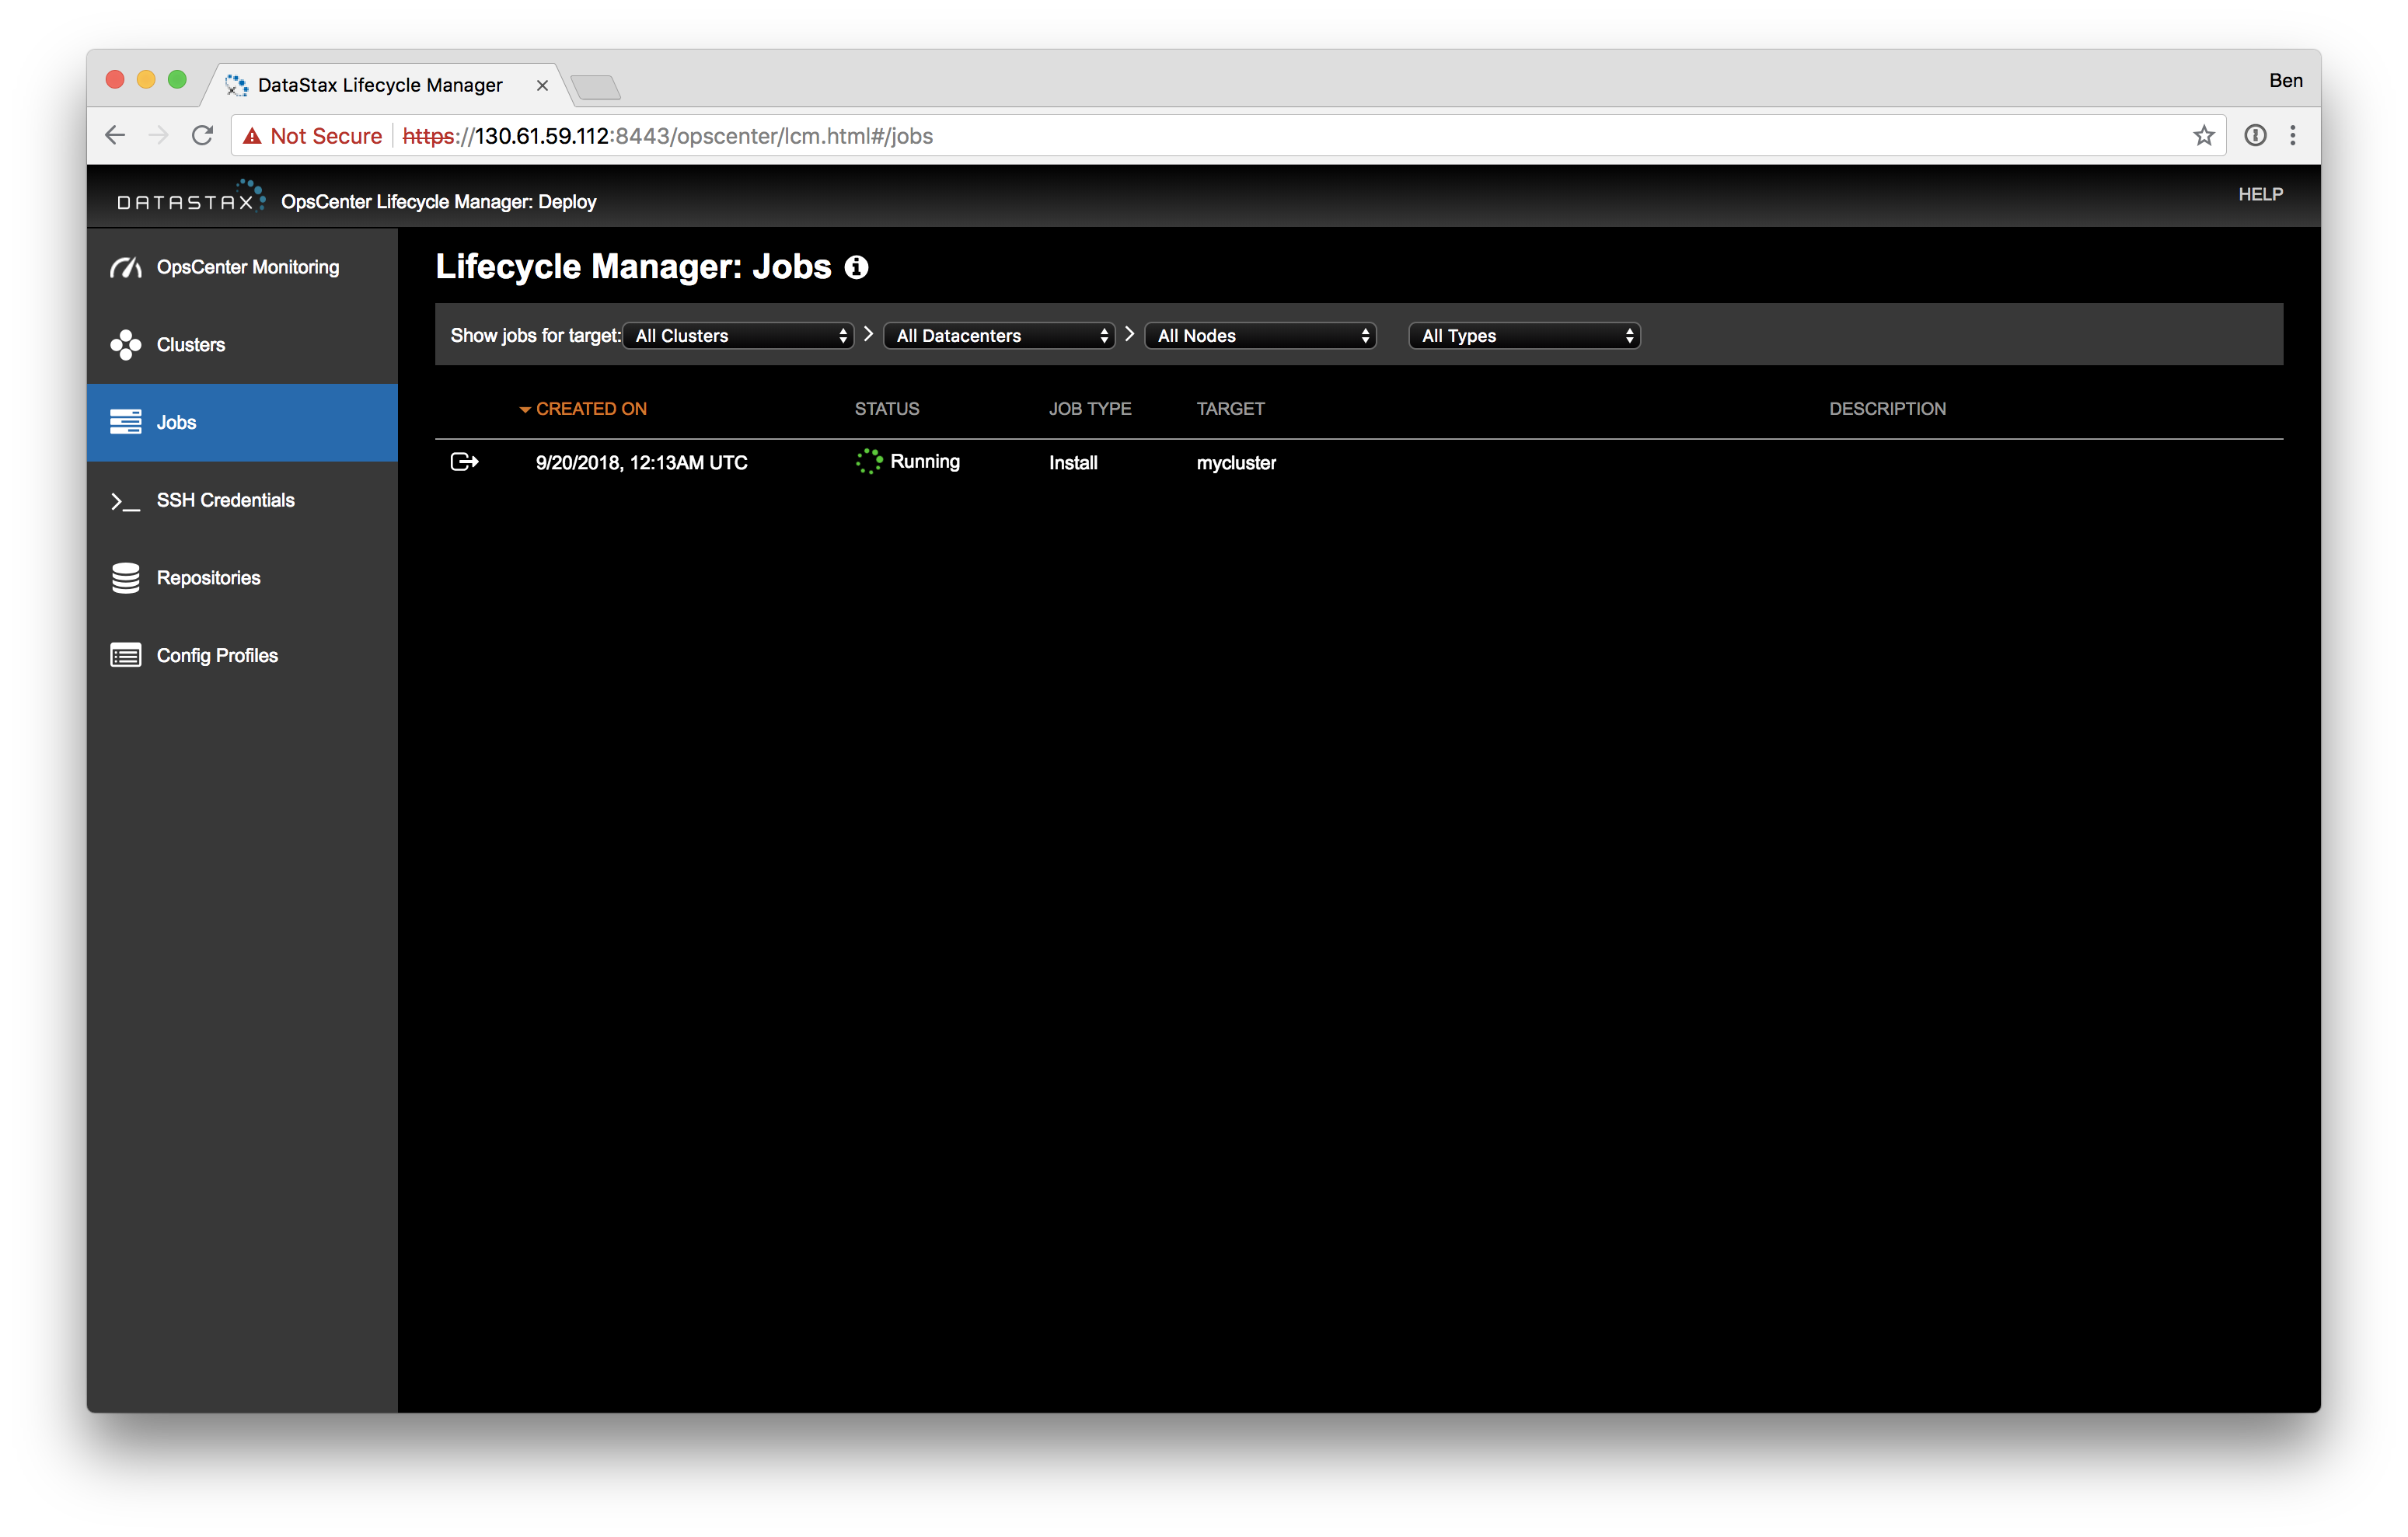 DataStax Lifecycle Manager
Ben
Not Secure https://130.61.59.112:8443/opscenter/lcm.html#/jobs
DATASTAX OpsCenter Lifecycle Manager: Deploy
HELP
OpsCenter Monitoring
Clusters
Jobs
SSH Credentials
Repositories
Config Profiles
Lifecycle Manager: Jobs
Show jobs for target: All Clusters > All Datacenters > All Nodes All Types
CREATED ON STATUS JOB TYPE TARGET DESCRIPTION
9/20/2018, 12:13AM UTC Running Install mycluster